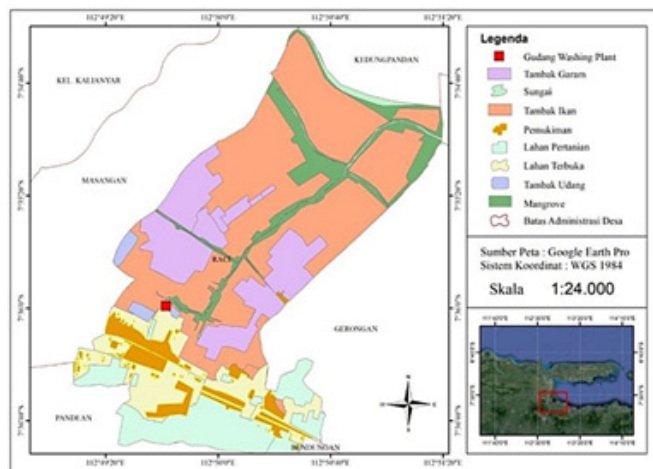 112°49'20"E 112°50'0"E 112°50'40"E 112°51'20"E
KEDUNGPANDAN
KEL. KALIANYAR
MASANGAN
RACI
GERONGAN
PANDEAN
112°49'20"E 112°50'0"E 112°50'40"E 112°51'20"E
Legenda
Gudang Washing Plant
Tambak Garam
Sungai
Tambak Ikan
Pemukiman
Lahan Pertanian
Lahan Terbuka
Tambak Udang
Mangrove
Batas Administrasi Desa
Sumber Peta : Google Earth Pro
Sistem Koordinat : WGS 1984
Skala 1:24.000